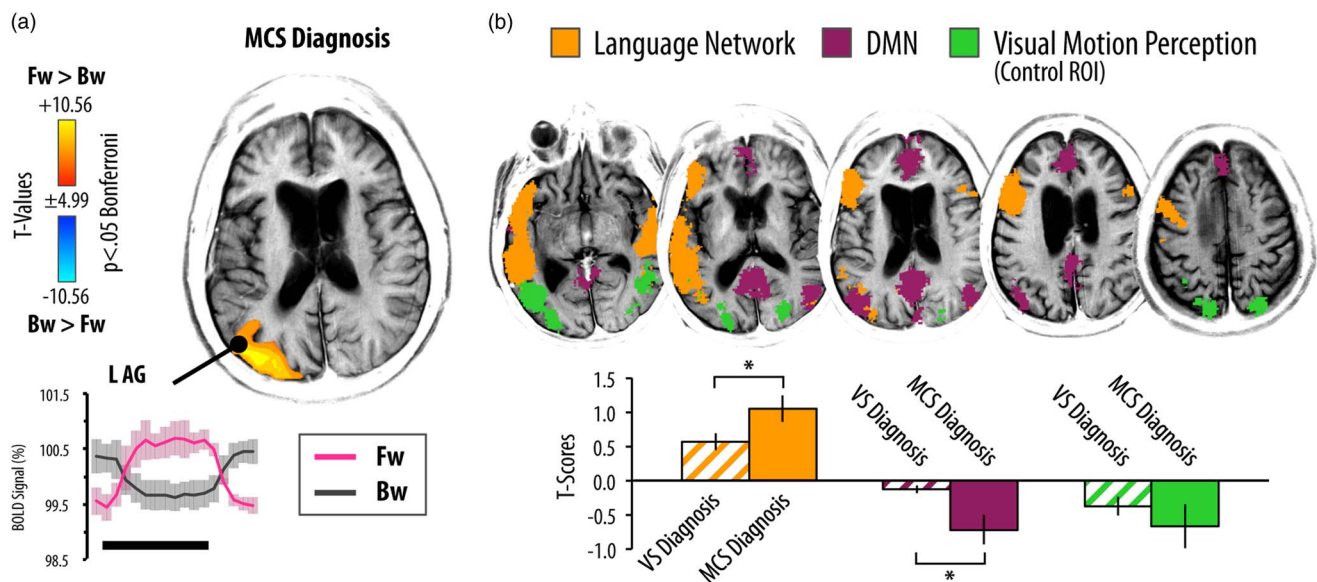 (a)
MCS Diagnosis
Fw > Bw
+10.56
T-Values
±4.99
p<.05 Bonferroni
-10.56
Bw > Fw
L AG
101.5
100.5
99.5
98.5
BOLD Signal (%)
Fw
Bw
(b)
Language Network
DMN
Visual Motion Perception
(Control ROI)
1.5
1.0
0.5
0.0
-0.5
-1.0
T-Scores
*
VS Diagnosis
MCS Diagnosis
VS Diagnosis
MCS Diagnosis
*
VS Diagnosis
MCS Diagnosis